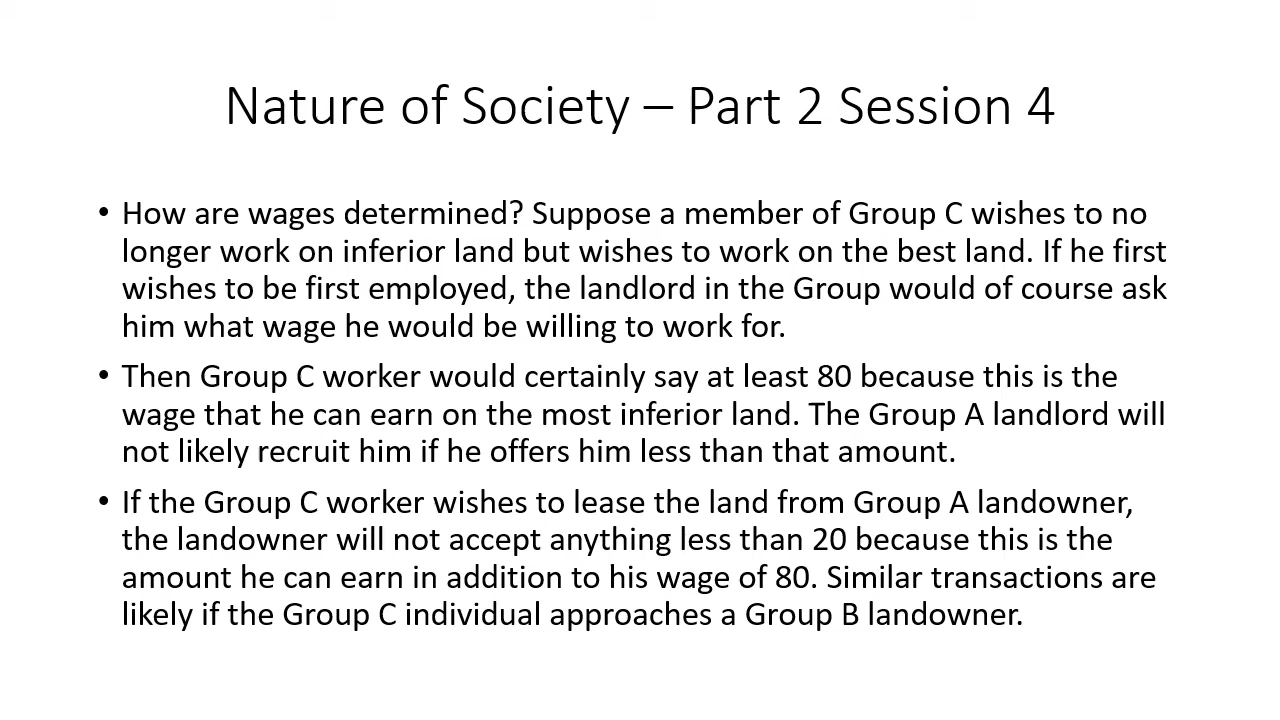 Nature of Society – Part 2 Session 4
• How are wages determined? Suppose a member of Group C wishes to no
longer work on inferior land but wishes to work on the best land. If he first
wishes to be first employed, the landlord in the Group would of course ask
him what wage he would be willing to work for.
• Then Group C worker would certainly say at least 80 because this is the
wage that he can earn on the most inferior land. The Group A landlord will
not likely recruit him if he offers him less than that amount.
• If the Group C worker wishes to lease the land from Group A landowner,
the landowner will not accept anything less than 20 because this is the
amount he can earn in addition to his wage of 80. Similar transactions are
likely if the Group C individual approaches a Group B landowner.